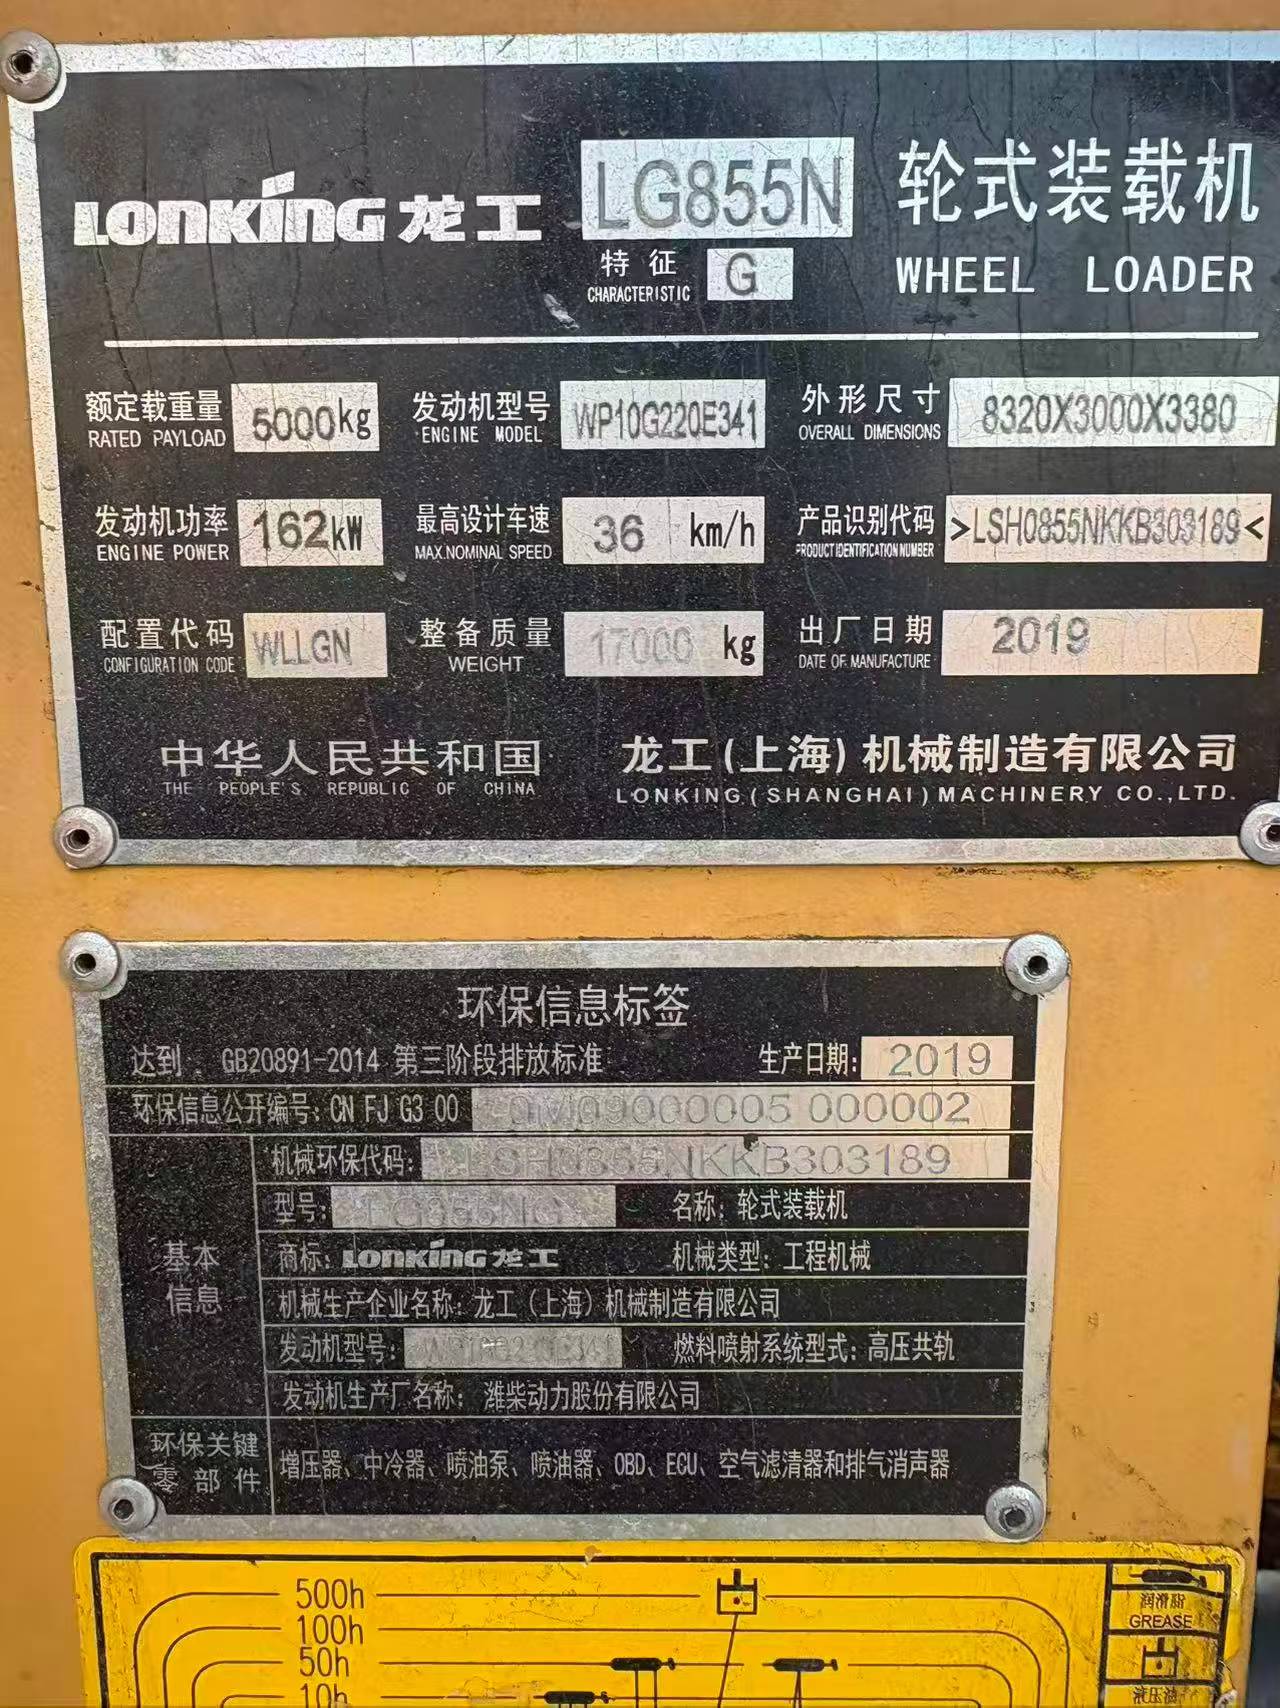 LONKING 龙工 LG855N 轮式装载机
特征 G WHEEL LOADER
CHARACTERISTIC
额定载重量 5000kg 发动机型号 WP10G220E341 外形尺寸 8320X3000X3380
RATED PAYLOAD ENGINE MODEL OVERALL DIMENSIONS
发动机功率 162kW 最高设计车速 36 km/h 产品识别代码 >LSH0855NKKB303189<
ENGINE POWER MAX.NOMINAL SPEED PRODUCT IDENTIFICATION NUMBER
配置代码 WLLGN 整备质量 17000 kg 出厂日期 2019
CONFIGURATION CODE WEIGHT DATE OF MANUFACTURE
中华人民共和国 龙工(上海)机械制造有限公司
THE PEOPLE'S REPUBLIC OF CHINA LONKING(SHANGHAI)MACHINERY CO.,LTD.
环保信息标签
达到 GB20891-2014 第三阶段排放标准 生产日期: 2019
环保信息公开编号: CN FJ G3 00 000002
机械环保代码: LSH0855NKKB303189
型号: LG855NG 名称: 轮式装载机
基本信息
商标: LONKING 龙工 机械类型: 工程机械
机械生产企业名称: 龙工(上海)机械制造有限公司
发动机型号: 燃料喷射系统型式: 高压共轨
发动机生产厂名称: 潍柴动力股份有限公司
环保关键零部件 增压器、中冷器、喷油泵、喷油器、OBD、ECU、空气滤清器和排气消声器
500h
100h
GREASE
50h
10h
液压油